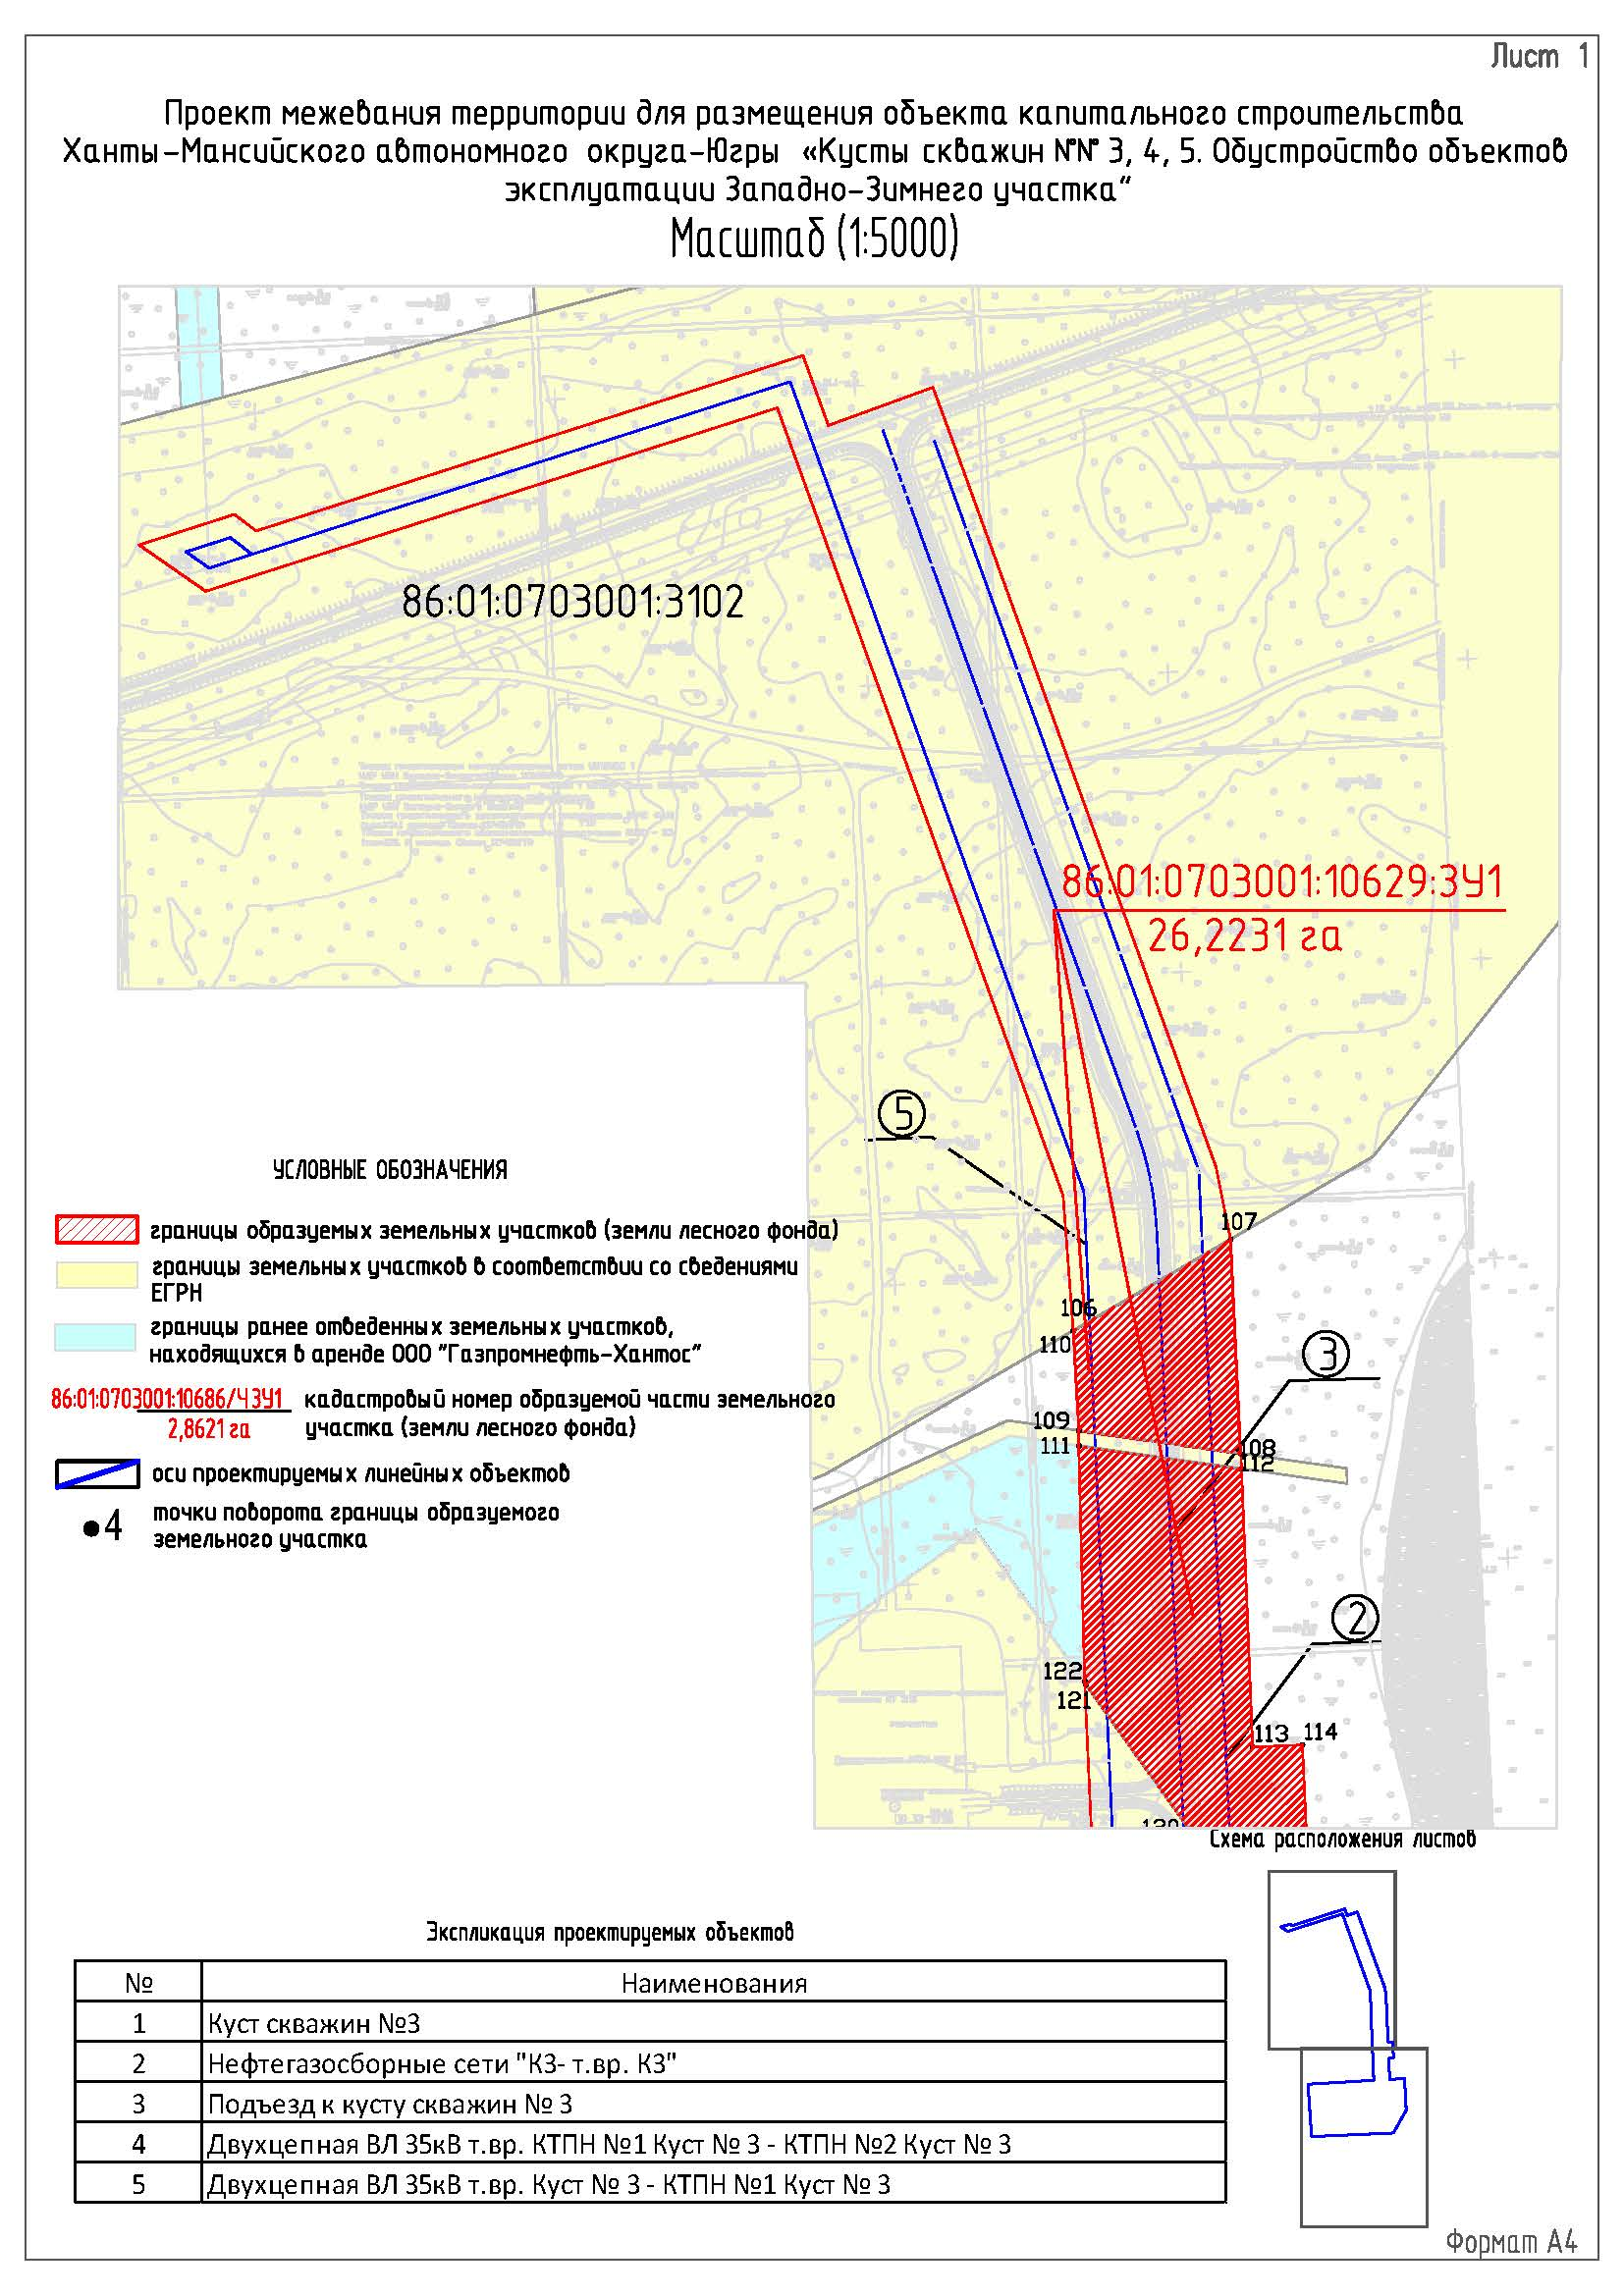 Лист 1
Проект межевания территории для размещения объекта капитального строительства
Ханты-Мансийского автономного округа-Югры «Кусты скважин №№ 3, 4, 5. Обустройство объектов
эксплуатации Западно-Зимнего участка"
Масштаб (1:5000)
86:01:0703001:3102
86:01:0703001:10629:ЗУ1
26,2231 га
5
107
106
110
3
109
111
108
112
2
122
121
113
114
120
УСЛОВНЫЕ ОБОЗНАЧЕНИЯ
границы образуемых земельных участков (земли лесного фонда)
границы земельных участков в соответствии со сведениями
ЕГРН
границы ранее отведенных земельных участков,
находящихся в аренде ООО "Газпромнефть-Хантос"
86:01:0703001:10686/ЧЗУ1
2,8621 га
кадастровый номер образуемой части земельного
участка (земли лесного фонда)
оси проектируемых линейных объектов
4
точки поворота границы образуемого
земельного участка
Схема расположения листов
Экспликация проектируемых объектов
№ Наименования
1 Куст скважин №3
2 Нефтегазосборные сети "К3- т.вр. К3"
3 Подъезд к кусту скважин № 3
4 Двухцепная ВЛ 35кВ т.вр. КТПН №1 Куст № 3 - КТПН №2 Куст № 3
5 Двухцепная ВЛ 35кВ т.вр. Куст № 3 - КТПН №1 Куст № 3
Формат А4